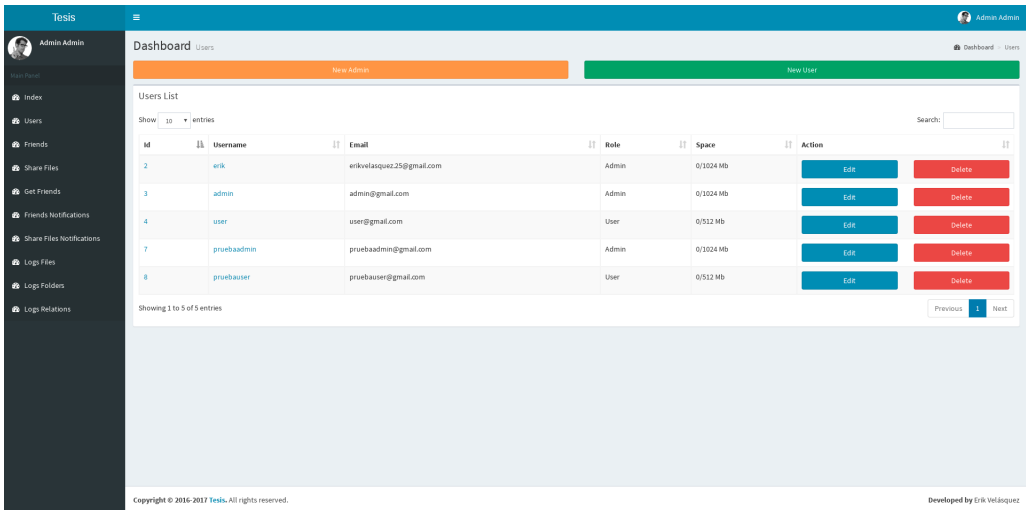 Tesis
Admin Admin
Admin Admin
Main Panel
Index
Users
Friends
Share Files
Get Friends
Friends Notifications
Share Files Notifications
Logs Files
Logs Folders
Logs Relations
Dashboard Users
Dashboard > Users
New Admin
New User
Users List
Show 10 entries
Search:
Id Username Email Role Space Action
2 erik erikvelasquez.25@gmail.com Admin 0/1024 Mb Edit Delete
3 admin admin@gmail.com Admin 0/1024 Mb Edit Delete
4 user user@gmail.com User 0/512 Mb Edit Delete
7 pruebaadmin pruebaadmin@gmail.com Admin 0/1024 Mb Edit Delete
8 pruebauser pruebauser@gmail.com User 0/512 Mb Edit Delete
Showing 1 to 5 of 5 entries
Previous 1 Next
Copyright © 2016-2017 Tesis. All rights reserved.
Developed by Erik Velásquez